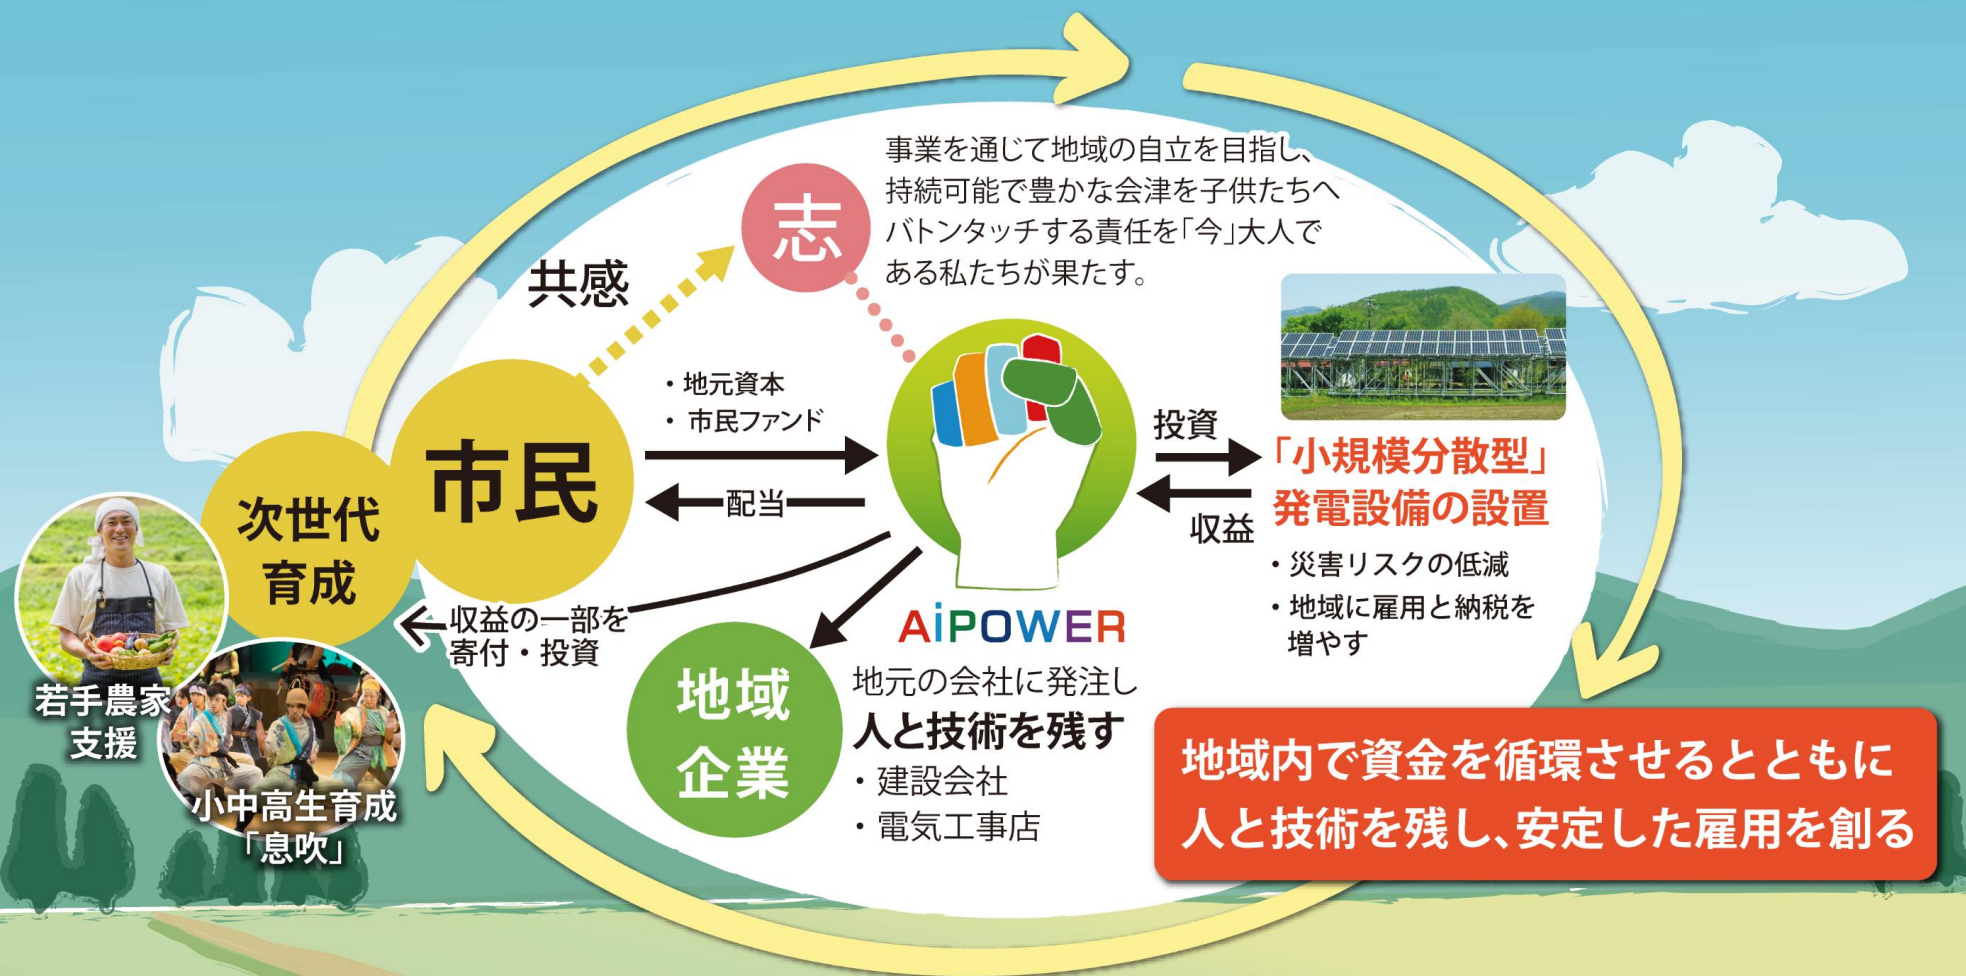 志
事業を通じて地域の自立を目指し、
持続可能で豊かな会津を子供たちへ
バトンタッチする責任を「今」大人で
ある私たちが果たす。
共感
・地元資本
・市民ファンド
市民
配当
投資
収益
「小規模分散型」
発電設備の設置
・災害リスクの低減
・地域に雇用と納税を
増やす
次世代
育成
収益の一部を
寄付・投資
AiPOWER
地域
企業
地元の会社に発注し
人と技術を残す
・建設会社
・電気工事店
若手農家
支援
小中高生育成
「息吹」
地域内で資金を循環させるとともに
人と技術を残し、安定した雇用を創る